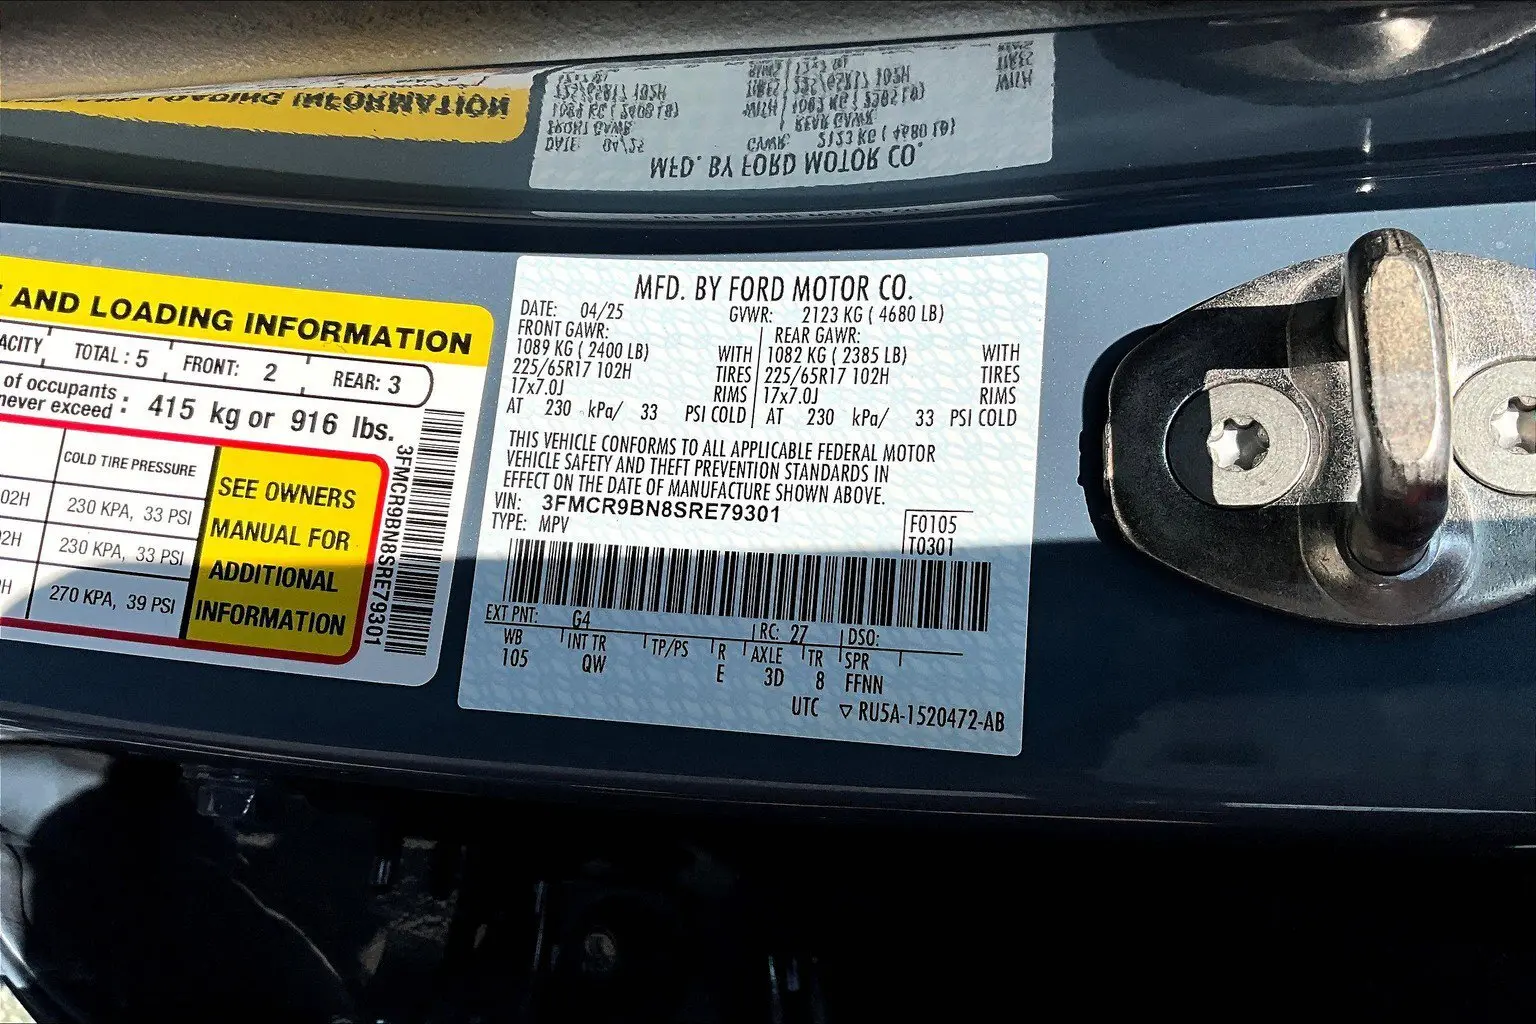 AND LOADING INFORMATION
ACITY TOTAL: 5 FRONT: 2 REAR: 3
of occupants
never exceed : 415 kg or 916 lbs.
COLD TIRE PRESSURE
02H 230 KPA, 33 PSI
2H 230 KPA, 33 PSI
H 270 KPA, 39 PSI
SEE OWNERS
MANUAL FOR
ADDITIONAL
INFORMATION
3FMCR9BN8SRE79301
MFD. BY FORD MOTOR CO.
DATE: 04/25 GVWR: 2123 KG ( 4680 LB)
FRONT GAWR: REAR GAWR:
1089 KG ( 2400 LB) WITH 1082 KG ( 2385 LB) WITH
225/65R17 102H TIRES 225/65R17 102H TIRES
17x7.0J RIMS 17x7.0J RIMS
AT 230 kPa/ 33 PSI COLD AT 230 kPa/ 33 PSI COLD
THIS VEHICLE CONFORMS TO ALL APPLICABLE FEDERAL MOTOR
VEHICLE SAFETY AND THEFT PREVENTION STANDARDS IN
EFFECT ON THE DATE OF MANUFACTURE SHOWN ABOVE.
VIN: 3FMCR9BN8SRE79301
TYPE: MPV
F0105
T0301
EXT PNT: G4 RC: 27 DSO:
WB INT TR TP/PS R AXLE TR SPR
105 QW E 3D 8 FFNN
UTC ▽ RU5A-1520472-AB